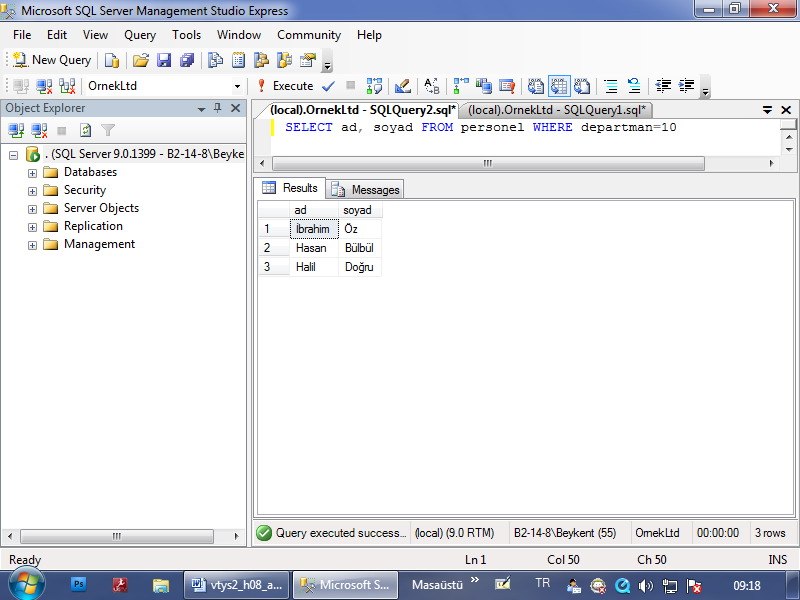 Microsoft SQL Server Management Studio Express
File Edit View Query Tools Window Community Help
New Query
OrnekLtd Execute
Object Explorer
(local).OrnekLtd - SQLQuery2.sql* (local).OrnekLtd - SQLQuery1.sql*
SELECT ad, soyad FROM personel WHERE departman=10
. (SQL Server 9.0.1399 - B2-14-8\Beyke
Databases
Security
Server Objects
Replication
Management
Results Messages
ad soyad
1 İbrahim Öz
2 Hasan Bülbül
3 Halil Doğru
Query executed success... (local) (9.0 RTM) B2-14-8\Beykent (55) OrnekLtd 00:00:00 3 rows
Ready Ln 1 Col 50 Ch 50 INS
Ps vtys2_h08_a... Microsoft S... Masaüstü » TR 09:18